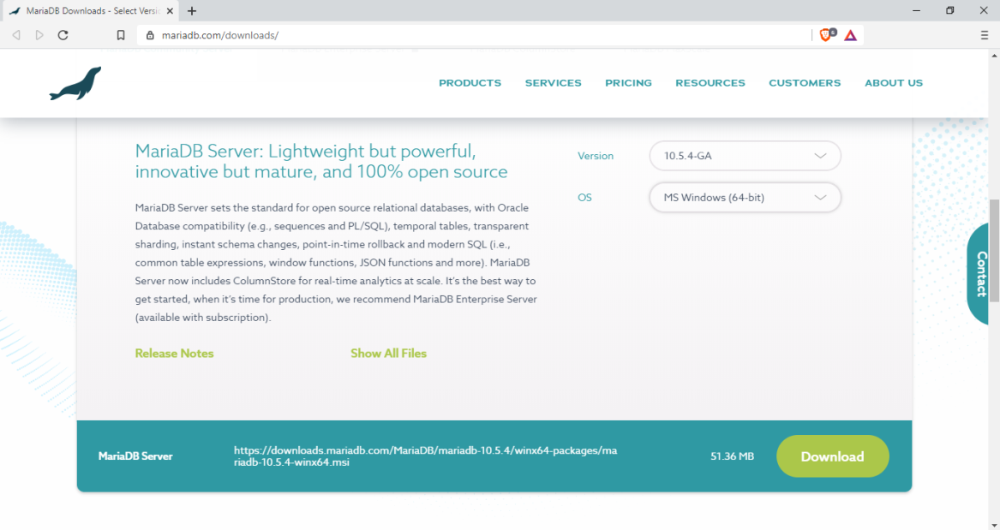 MariaDB Downloads - Select Versi
mariadb.com/downloads/
6
PRODUCTS SERVICES PRICING RESOURCES CUSTOMERS ABOUT US
MariaDB Server: Lightweight but powerful,
innovative but mature, and 100% open source
Version 10.5.4-GA
OS MS Windows (64-bit)
MariaDB Server sets the standard for open source relational databases, with Oracle
Database compatibility (e.g., sequences and PL/SQL), temporal tables, transparent
sharding, instant schema changes, point-in-time rollback and modern SQL (i.e.,
common table expressions, window functions, JSON functions and more). MariaDB
Server now includes ColumnStore for real-time analytics at scale. It's the best way to
get started, when it's time for production, we recommend MariaDB Enterprise Server
(available with subscription).
Release Notes Show All Files
Contact
MariaDB Server
https://downloads.mariadb.com/MariaDB/mariadb-10.5.4/winx64-packages/ma
riadb-10.5.4-winx64.msi
51.36 MB
Download